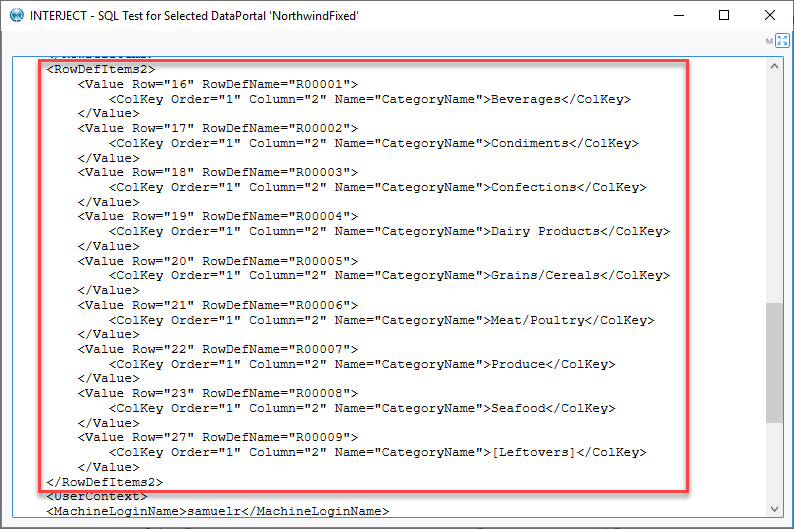 INTERJECT - SQL Test for Selected DataPortal 'NorthwindFixed'
M
<RowDefItems2>
<Value Row="16" RowDefName="R00001">
<ColKey Order="1" Column="2" Name="CategoryName">Beverages</ColKey>
</Value>
<Value Row="17" RowDefName="R00002">
<ColKey Order="1" Column="2" Name="CategoryName">Condiments</ColKey>
</Value>
<Value Row="18" RowDefName="R00003">
<ColKey Order="1" Column="2" Name="CategoryName">Confections</ColKey>
</Value>
<Value Row="19" RowDefName="R00004">
<ColKey Order="1" Column="2" Name="CategoryName">Dairy Products</ColKey>
</Value>
<Value Row="20" RowDefName="R00005">
<ColKey Order="1" Column="2" Name="CategoryName">Grains/Cereals</ColKey>
</Value>
<Value Row="21" RowDefName="R00006">
<ColKey Order="1" Column="2" Name="CategoryName">Meat/Poultry</ColKey>
</Value>
<Value Row="22" RowDefName="R00007">
<ColKey Order="1" Column="2" Name="CategoryName">Produce</ColKey>
</Value>
<Value Row="23" RowDefName="R00008">
<ColKey Order="1" Column="2" Name="CategoryName">Seafood</ColKey>
</Value>
<Value Row="27" RowDefName="R00009">
<ColKey Order="1" Column="2" Name="CategoryName">[Leftovers]</ColKey>
</Value>
</RowDefItems2>
<UserContext>
<MachineLoginName>samuelr</MachineLoginName>